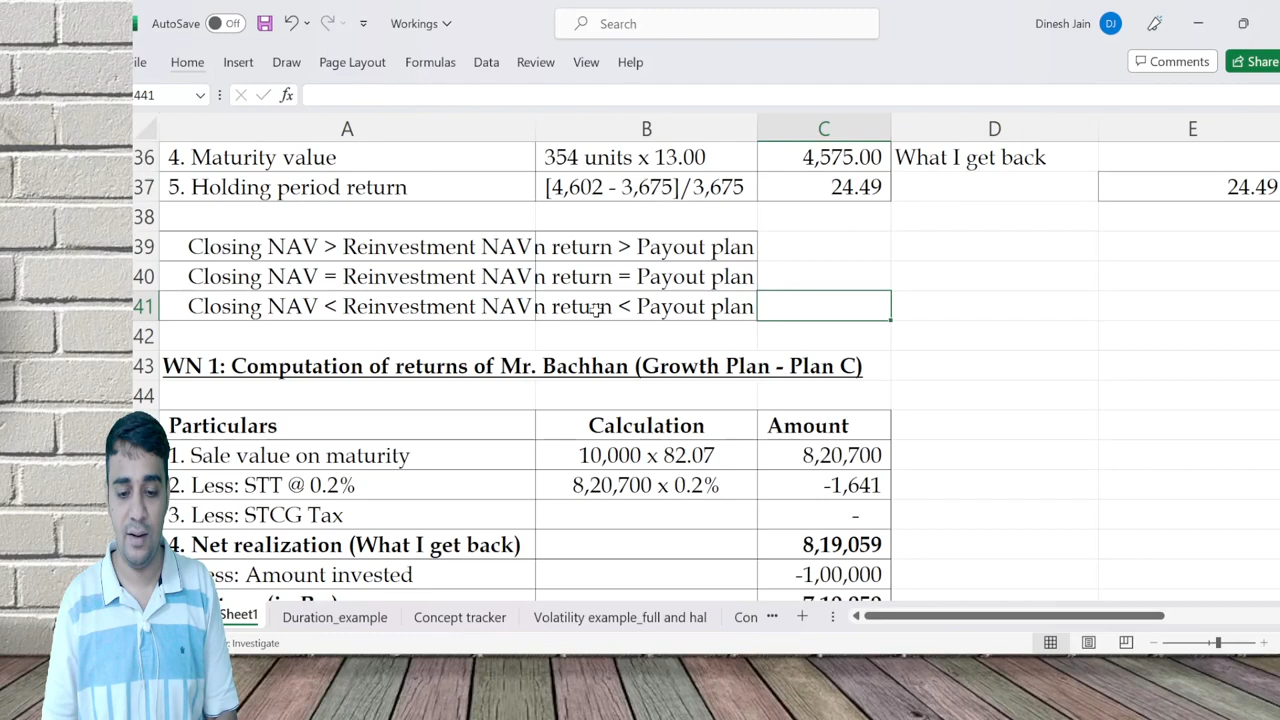 AutoSave Off Workings Search Dinesh Jain DJ
ile Home Insert Draw Page Layout Formulas Data Review View Help Comments Share
441 fx
A B C D E
36 4. Maturity value 354 units x 13.00 4,575.00 What I get back
37 5. Holding period return [4,602 - 3,675]/3,675 24.49 24.49
38
39 Closing NAV > Reinvestment NAV n return > Payout plan
40 Closing NAV = Reinvestment NAV n return = Payout plan
41 Closing NAV < Reinvestment NAV n return < Payout plan
42
43 WN 1: Computation of returns of Mr. Bachhan (Growth Plan - Plan C)
44
Particulars Calculation Amount
1. Sale value on maturity 10,000 x 82.07 8,20,700
2. Less: STT @ 0.2% 8,20,700 x 0.2% -1,641
3. Less: STCG Tax -
4. Net realization (What I get back) 8,19,059
ess: Amount invested -1,00,000
Sheet1 Duration_example Concept tracker Volatility example_full and hal Con
: Investigate